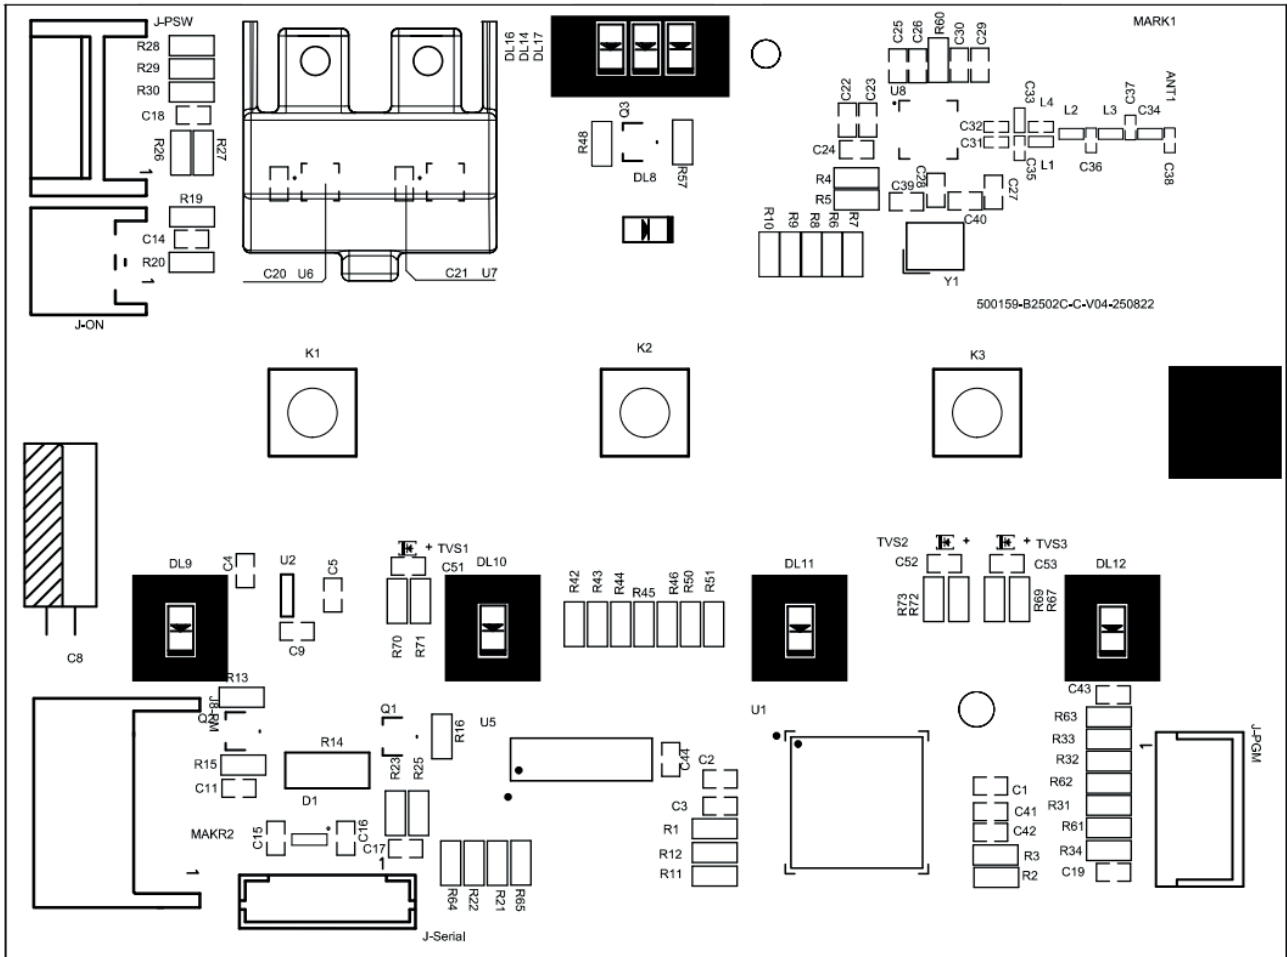 J-PSW
R28
R29
R30
C18
R26
R27
1
R19
C14
R20
1
J-ON
C20 U6
C21 U7
DL16
DL14
DL17
Q3
R48
R57
DL8
C25
C26
R60
C30
C29
MARK1
U8
C22
C23
C24
R4
R5
C39
C28
C40
C27
C32
C31
C33
L4
C35
L1
L2
L3
C37
C34
C36
ANT1
C38
R10
R9
R8
R6
R7
Y1
500159-B2502C-C-V04-250822
K1
K2
K3
C8
DL9
C4
U2
C5
C9
+ TVS1
C51
R70
R71
DL10
R42
R43
R44
R45
R46
R50
R51
DL11
TVS2 +
C52
R73
R72
+ TVS3
C53
R69
R67
DL12
R13
J8-RM
Q2
R15
C11
R14
D1
Q1
R23
R25
R16
U5
C44
MAKR2
C15
C16
C17
1
1
R64
R22
R21
R65
J-Serial
C2
C3
R1
R12
R11
U1
C1
C41
C42
R3
R2
C43
R63
R33
R32
R62
R31
R61
R34
C19
1
J-PGM